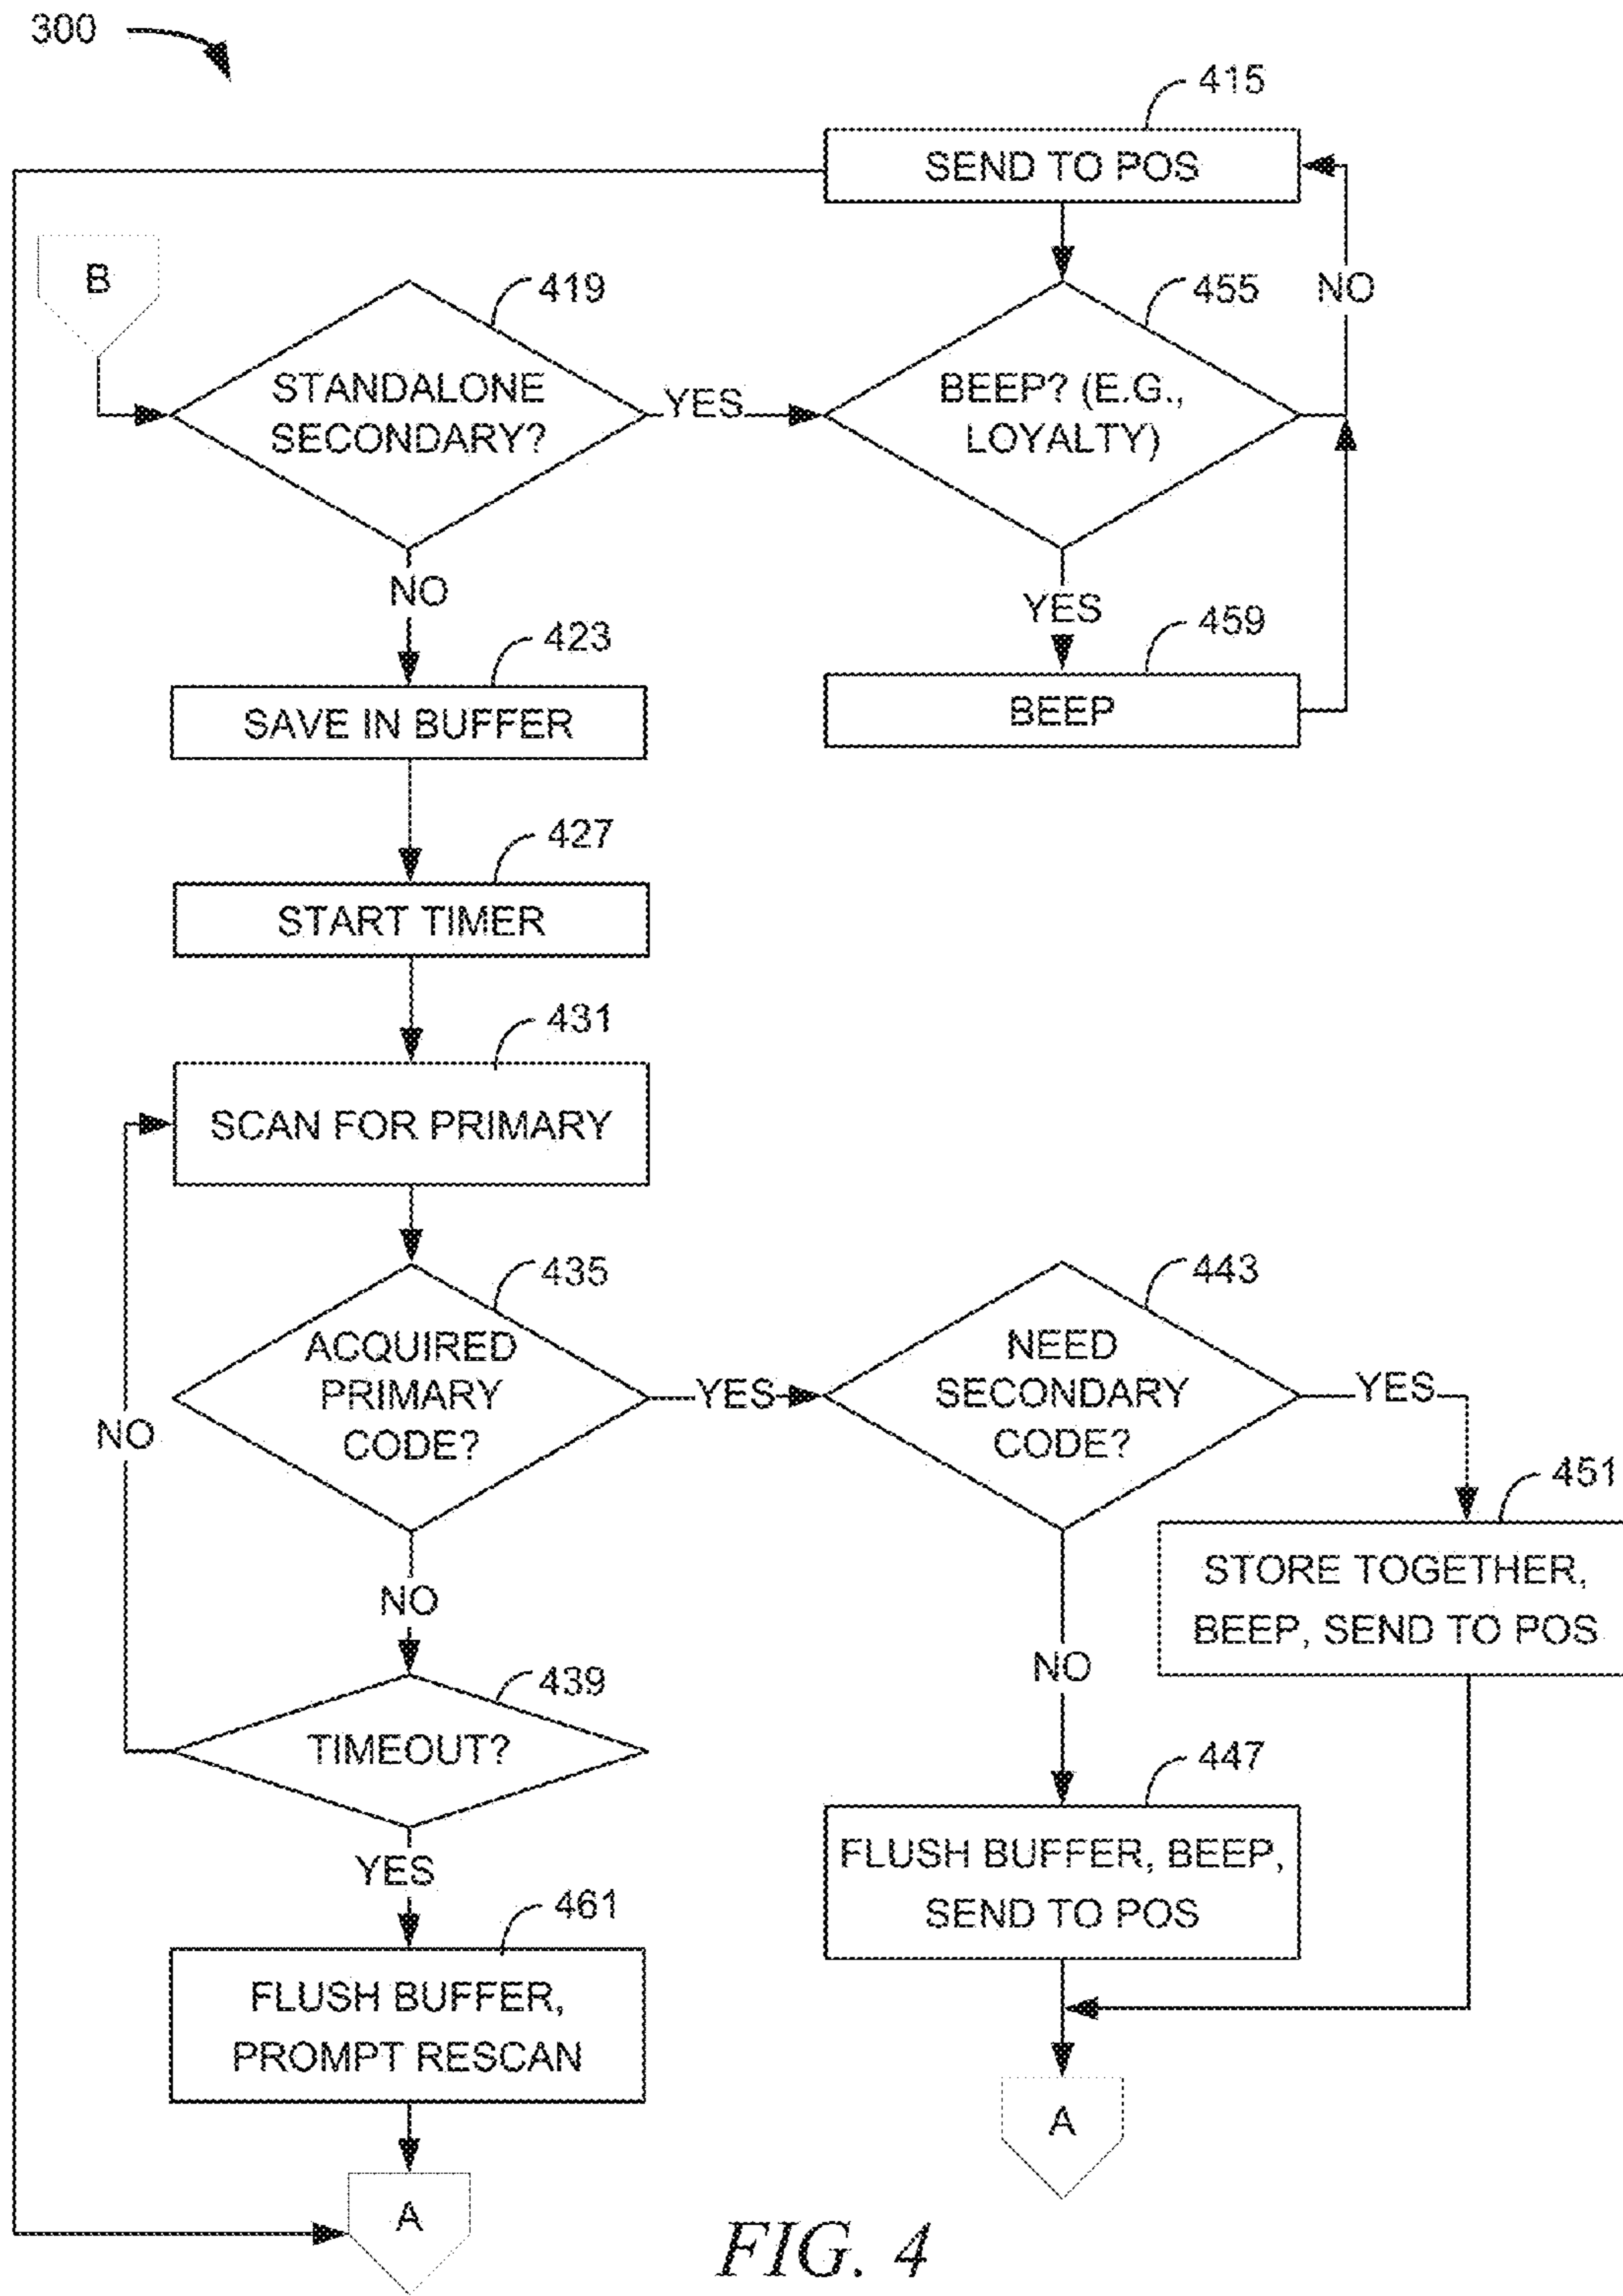 300
415
SEND TO POS
B
419
STANDALONE
SECONDARY?
YES
455
BEEP? (E.G.,
LOYALTY)
NO
NO
YES
423
SAVE IN BUFFER
459
BEEP
427
START TIMER
431
SCAN FOR PRIMARY
435
ACQUIRED
PRIMARY
CODE?
YES
443
NEED
SECONDARY
CODE?
YES
NO
NO
451
STORE TOGETHER,
BEEP, SEND TO POS
NO
439
TIMEOUT?
YES
447
FLUSH BUFFER, BEEP,
SEND TO POS
461
FLUSH BUFFER,
PROMPT RESCAN
A
A
FIG. 4